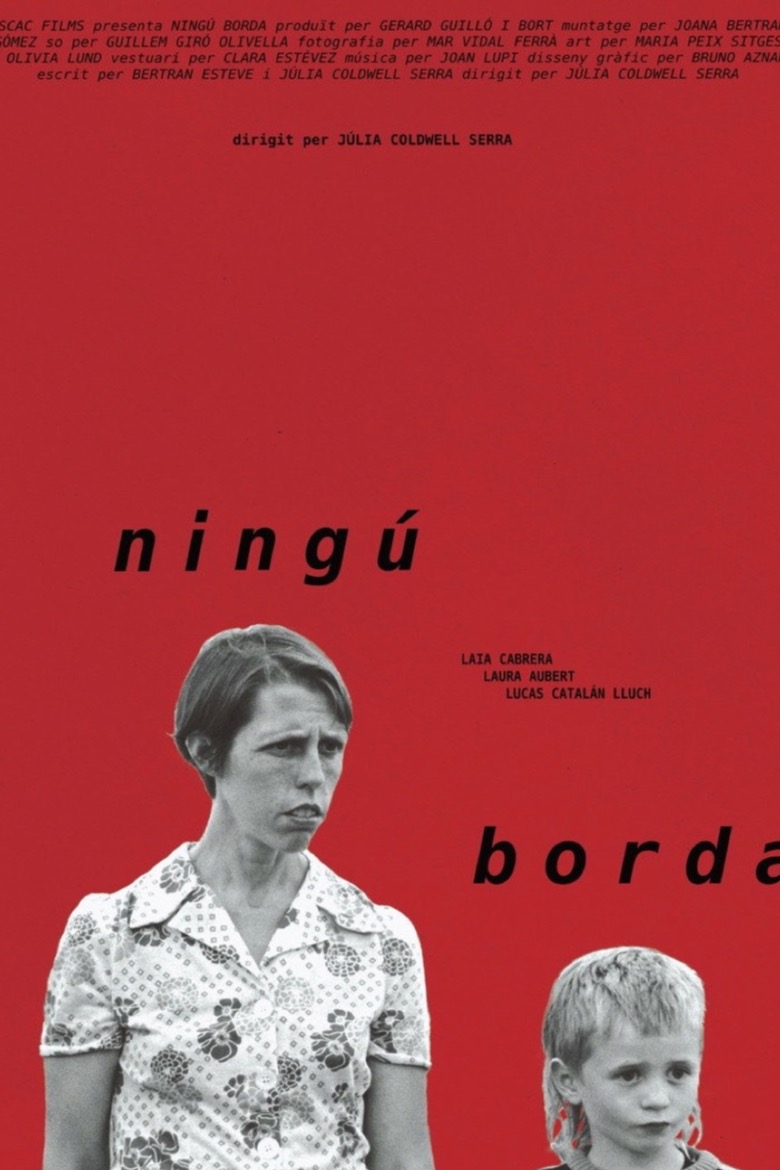 SCAC FILMS presenta NINGÚ BORDA produït per GERARD GUILLÓ I BORT muntatge per JOANA BERTRA
GÓMEZ so per GUILLEM GIRÓ OLIVELLA fotografia per MAR VIDAL FERRÀ art per MARIA PEIX SITGES
OLIVIA LUND vestuari per CLARA ESTÉVEZ música per JOAN LUPI disseny gràfic per BRUNO AZNA
escrit per BERTRAN ESTEVE i JÚLIA COLDWELL SERRA dirigit per JÚLIA COLDWELL SERRA
dirigit per JÚLIA COLDWELL SERRA
ningú
LAIA CABRERA
LAURA AUBERT
LUCAS CATALÁN LLUCH
borda